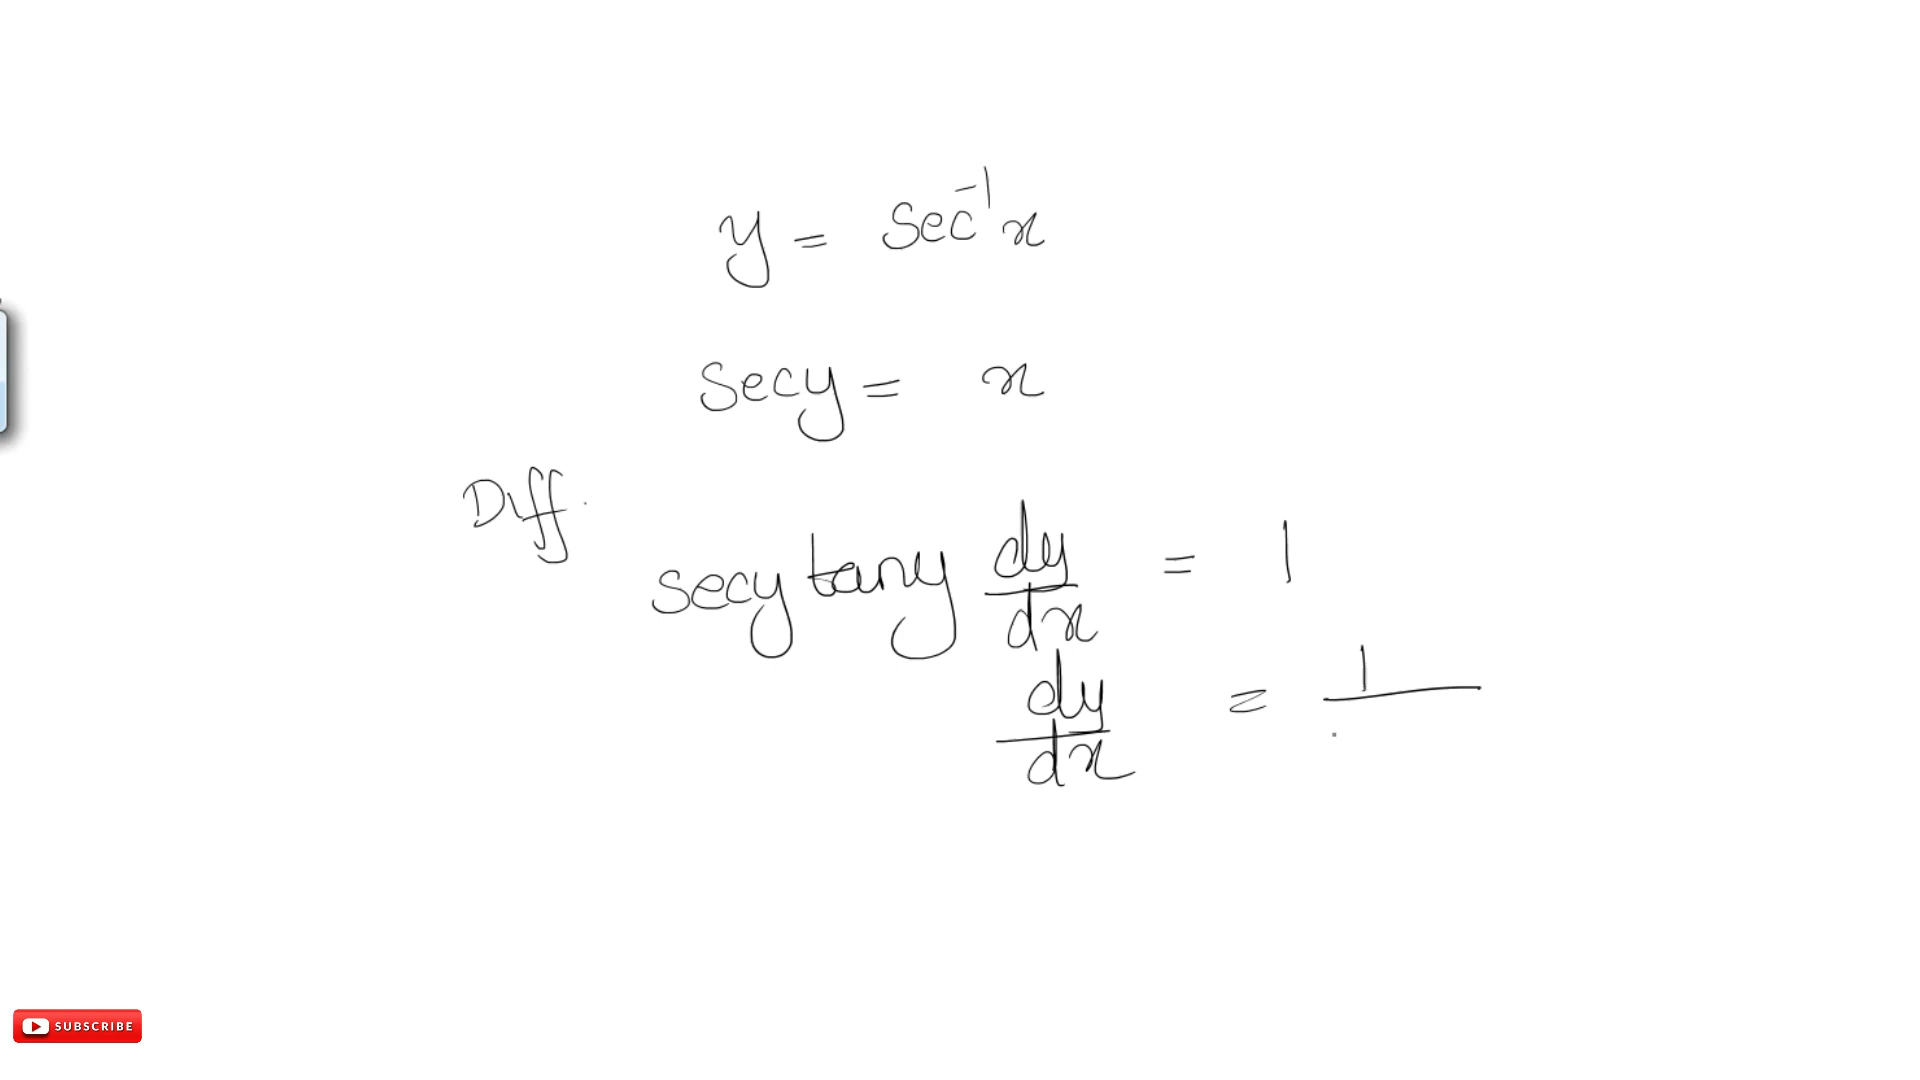 y = sec⁻¹x
secy = x
Diff.
secy tany dy/dx = 1
dy/dx = 1/
SUBSCRIBE